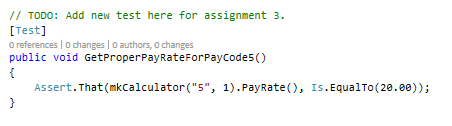 // TODO: Add new test here for assignment 3.
[Test]
0 references | 0 changes | 0 authors, 0 changes
public void GetProperPayRateForPayCode5()
{
Assert.That(mkCalculator("5", 1).PayRate(), Is.EqualTo(20.00));
}